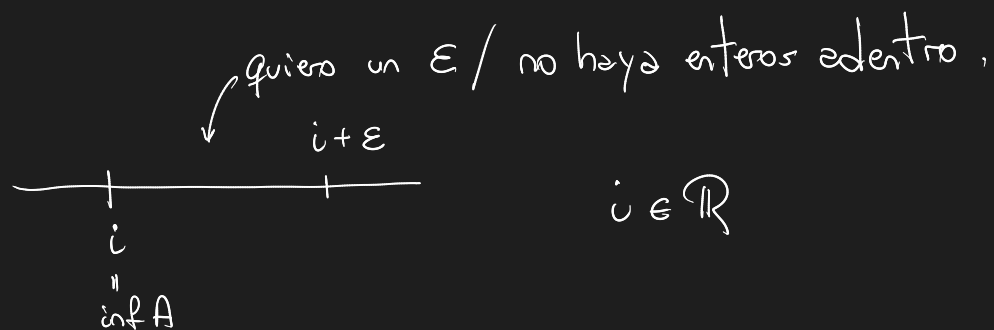 quiero un ε / no haya enteros adentro.
i + ε
i ∈ ℝ
i
"
inf A